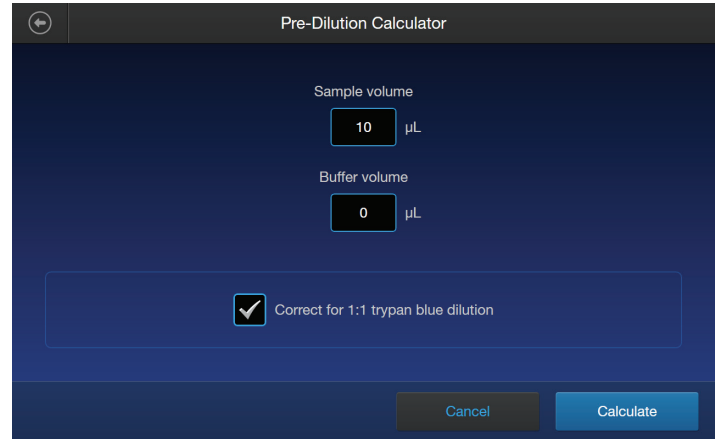 Pre-Dilution Calculator
Sample volume
10 µL
Buffer volume
0 µL
Correct for 1:1 trypan blue dilution
Cancel Calculate